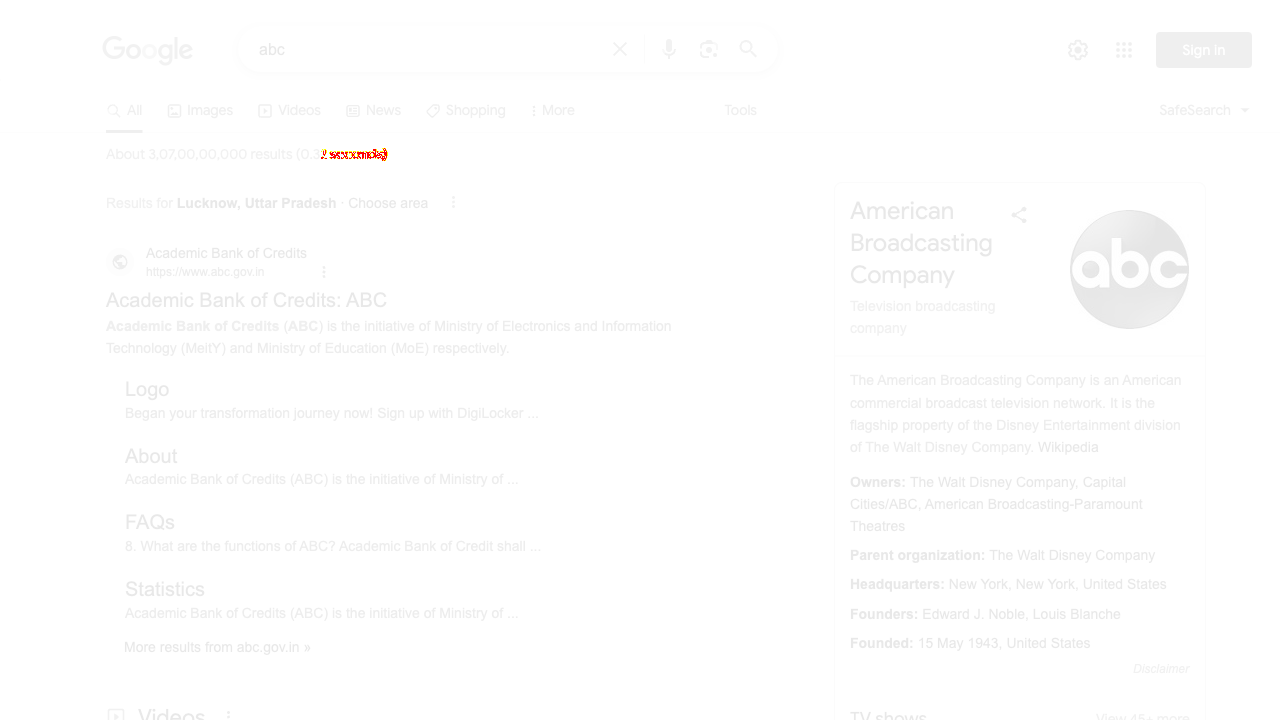 Google
abc
Sign in
All
Images
Videos
News
Shopping
More
Tools
SafeSearch
About 3,07,00,00,000 results
Results for Lucknow, Uttar Pradesh · Choose area
Academic Bank of Credits
https://www.abc.gov.in
Academic Bank of Credits: ABC
Academic Bank of Credits (ABC) is the initiative of Ministry of Electronics and Information
Technology (MeitY) and Ministry of Education (MoE) respectively.
Logo
Began your transformation journey now! Sign up with DigiLocker ...
About
Academic Bank of Credits (ABC) is the initiative of Ministry of ...
FAQs
8. What are the functions of ABC? Academic Bank of Credit shall ...
Statistics
Academic Bank of Credits (ABC) is the initiative of Ministry of ...
More results from abc.gov.in »
Videos
American
Broadcasting
Company
Television broadcasting
company
abc
The American Broadcasting Company is an American
commercial broadcast television network. It is the
flagship property of the Disney Entertainment division
of The Walt Disney Company. Wikipedia
Owners: The Walt Disney Company, Capital
Cities/ABC, American Broadcasting-Paramount
Theatres
Parent organization: The Walt Disney Company
Headquarters: New York, New York, United States
Founders: Edward J. Noble, Louis Blanche
Founded: 15 May 1943, United States
Disclaimer
TV shows
View 45+ more